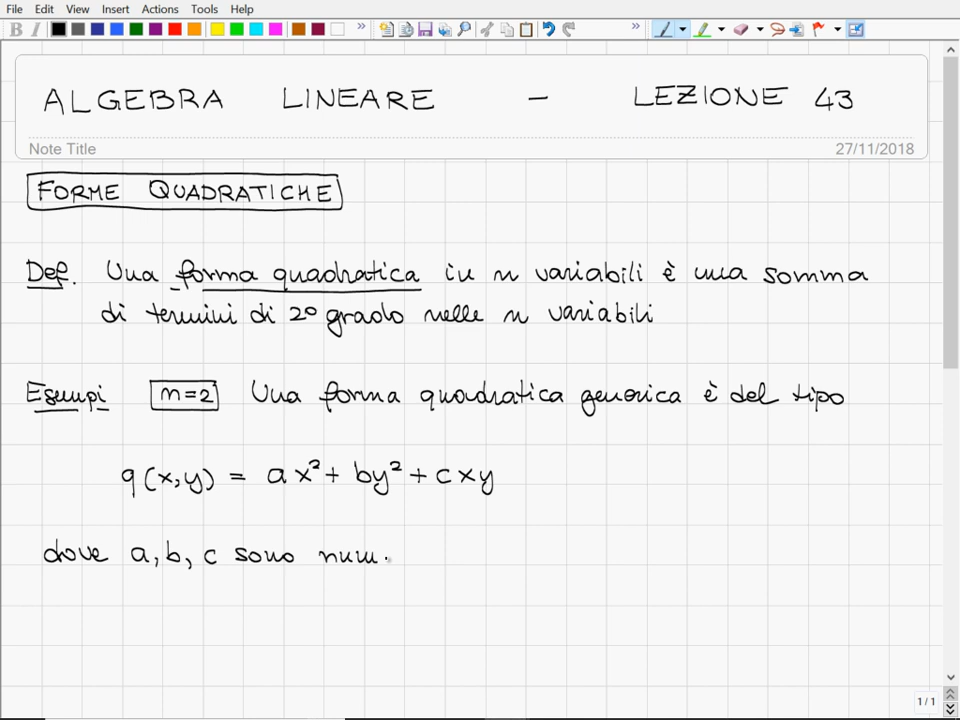 File Edit View Insert Actions Tools Help
B I
ALGEBRA LINEARE - LEZIONE 43
Note Title 27/11/2018
FORME QUADRATICHE
Def. Una forma quadratica in n variabili è una somma
di termini di 2º grado nelle n variabili
Esempi n=2 Una forma quadratica generica è del tipo
q(x,y) = ax² + by² + cxy
dove a, b, c sono num.
1/1